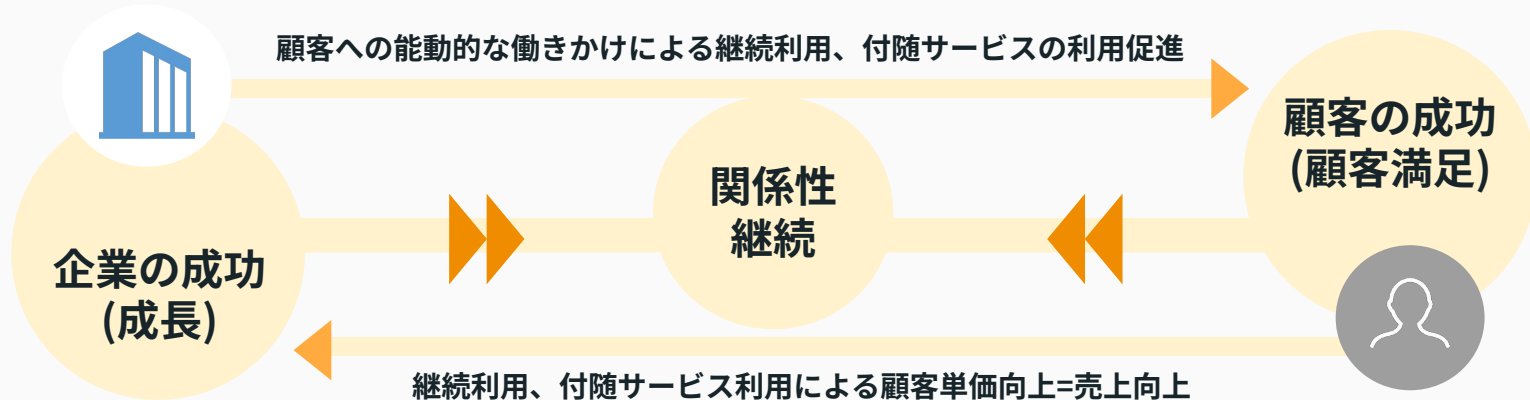 顧客への能動的な働きかけによる継続利用、付随サービスの利用促進
顧客の成功
(顧客満足)
関係性
継続
企業の成功
(成長)
継続利用、付随サービス利用による顧客単価向上=売上向上